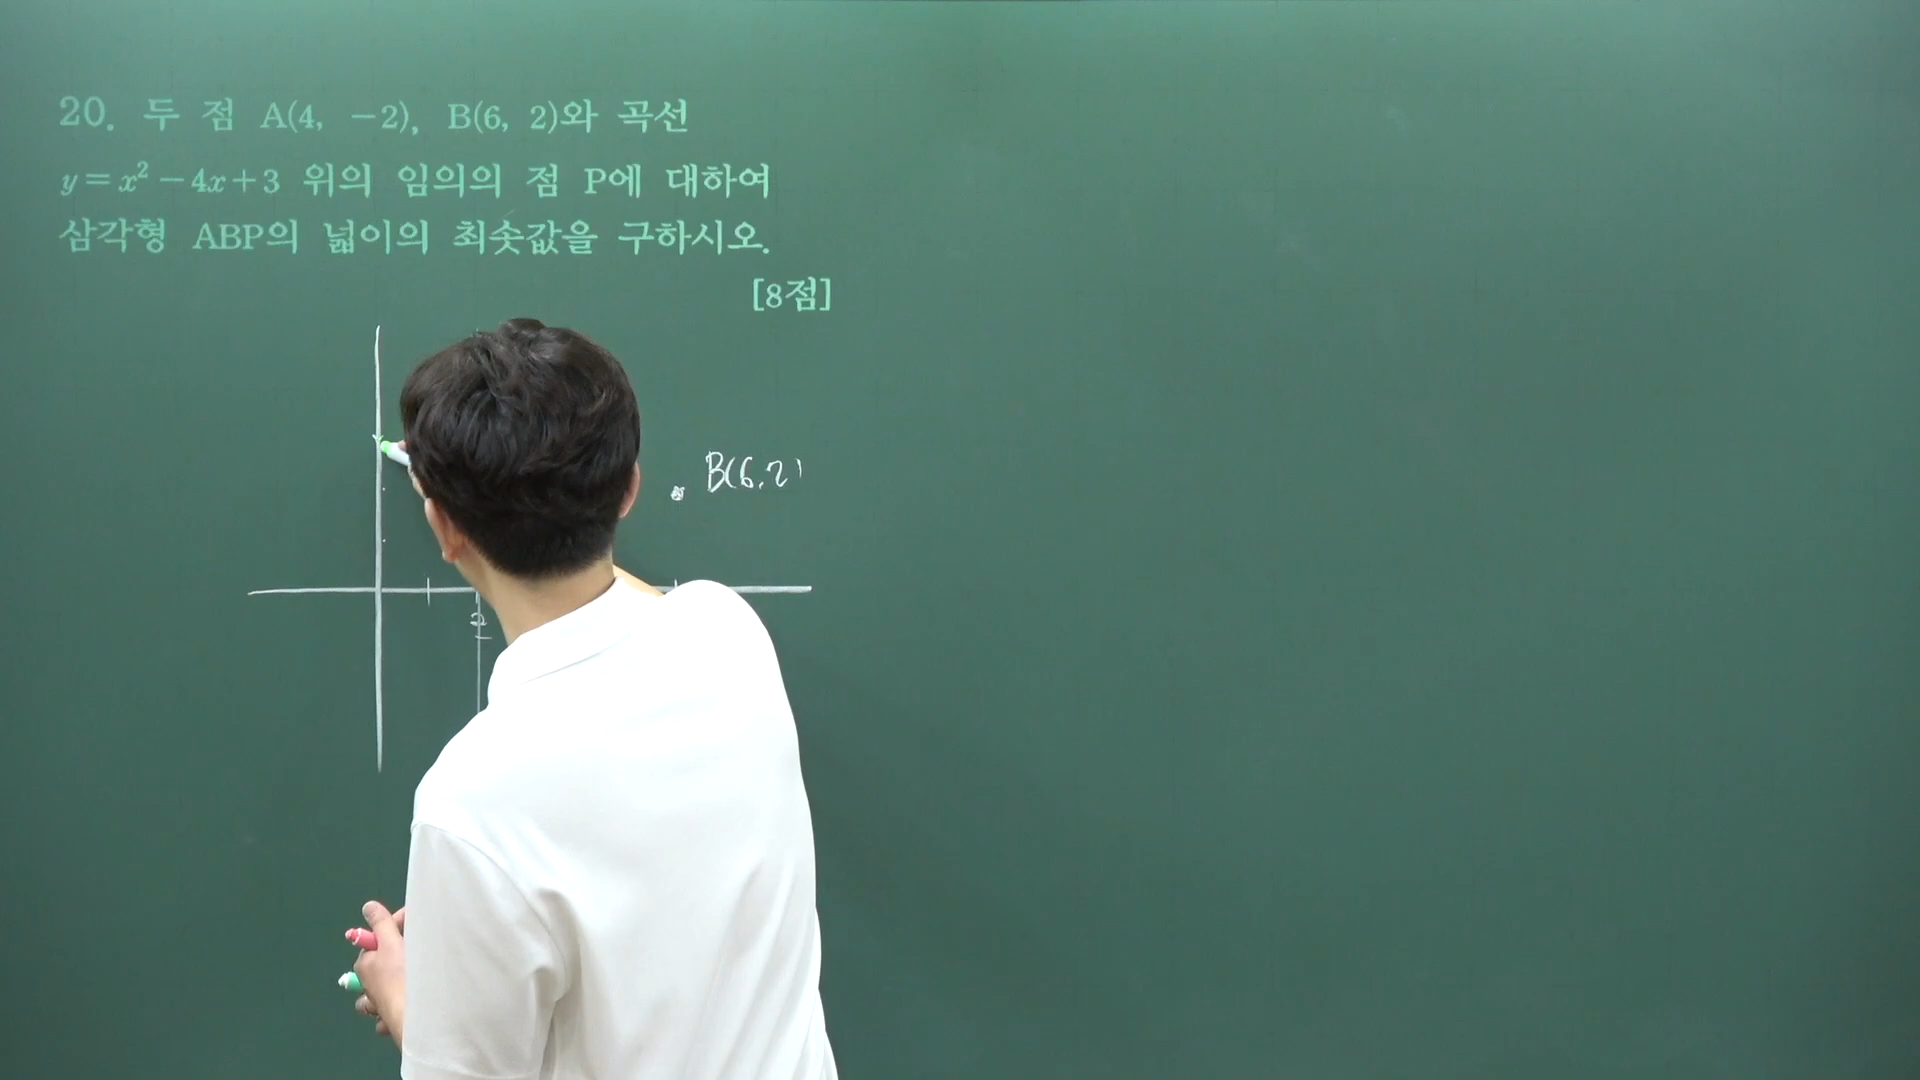 20. 두 점 A(4, −2), B(6, 2)와 곡선
y = x² − 4x + 3 위의 임의의 점 P에 대하여
삼각형 ABP의 넓이의 최솟값을 구하시오.
[8점]
B(6,2)
2